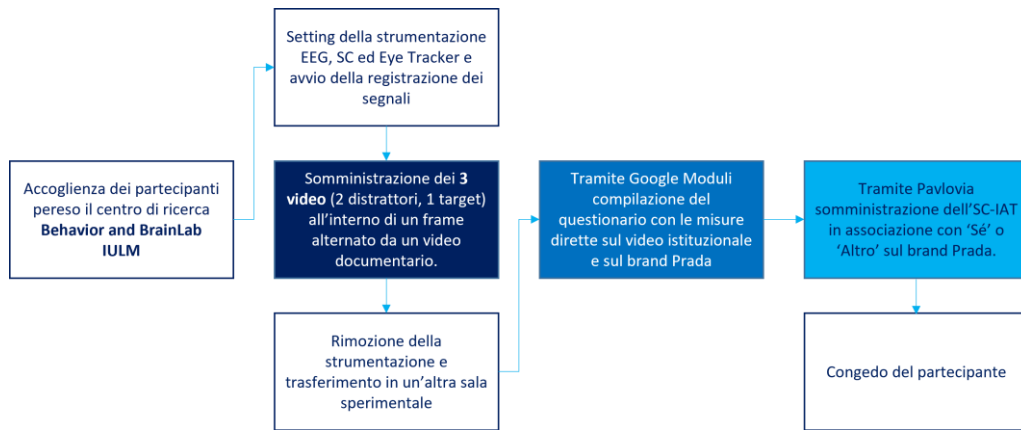 Accoglienza dei partecipanti
pereso il centro di ricerca
Behavior and BrainLab
IULM
Setting della strumentazione
EEG, SC ed Eye Tracker e
avvio della registrazione dei
segnali
Somministrazione dei 3
video (2 distrattori, 1 target)
all’interno di un frame
alternato da un video
documentario.
Rimozione della
strumentazione e
trasferimento in un’altra sala
sperimentale
Tramite Google Moduli
compilazione del
questionario con le misure
dirette sul video istituzionale
e sul brand Prada
Tramite Pavlovia
somministrazione dell’SC-IAT
in associazione con ‘Sé’ o
‘Altro’ sul brand Prada.
Congedo del partecipante